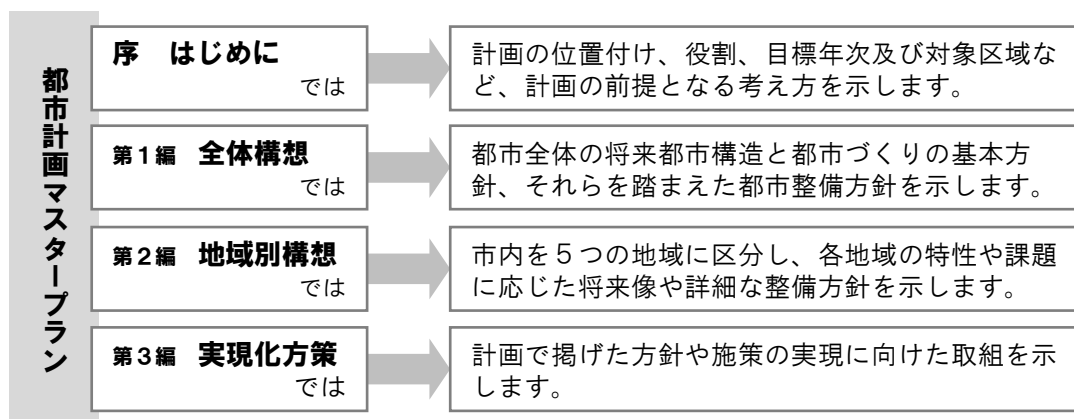 都市計画マスタープラン
序　はじめに
では
計画の位置付け、役割、目標年次及び対象区域な
ど、計画の前提となる考え方を示します。
第1編　全体構想
では
都市全体の将来都市構造と都市づくりの基本方
針、それらを踏まえた都市整備方針を示します。
第2編　地域別構想
では
市内を５つの地域に区分し、各地域の特性や課題
に応じた将来像や詳細な整備方針を示します。
第3編　実現化方策
では
計画で掲げた方針や施策の実現に向けた取組を示
します。